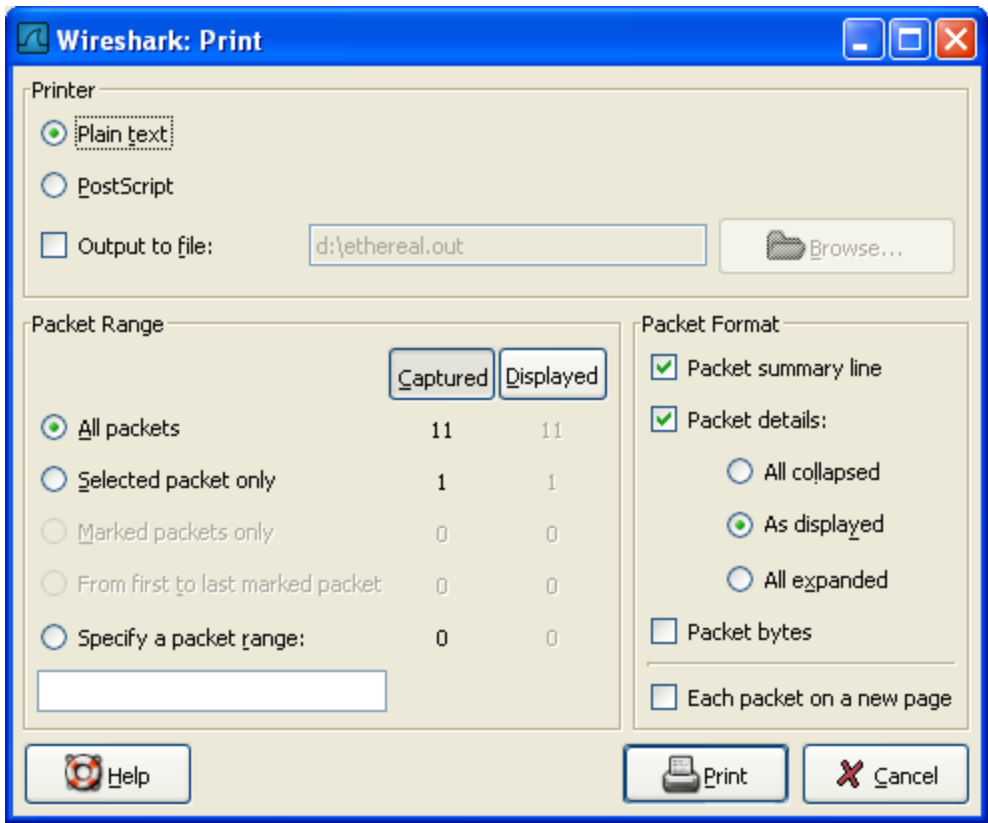 Wireshark: Print
Printer
Plain text
PostScript
Output to file: d:\ethereal.out Browse...
Packet Range
Captured Displayed
All packets 11 11
Selected packet only 1 1
Marked packets only 0 0
From first to last marked packet 0 0
Specify a packet range: 0 0
Packet Format
Packet summary line
Packet details:
All collapsed
As displayed
All expanded
Packet bytes
Each packet on a new page
Help Print Cancel